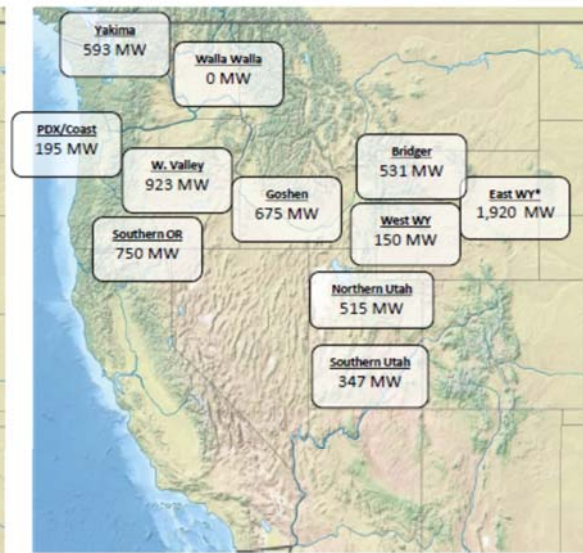 Yakima
593 MW
Walla Walla
0 MW
PDX/Coast
195 MW
W. Valley
923 MW
Bridger
531 MW
Goshen
675 MW
East WY*
1,920 MW
West WY
150 MW
Southern OR
750 MW
Northern Utah
515 MW
Southern Utah
347 MW